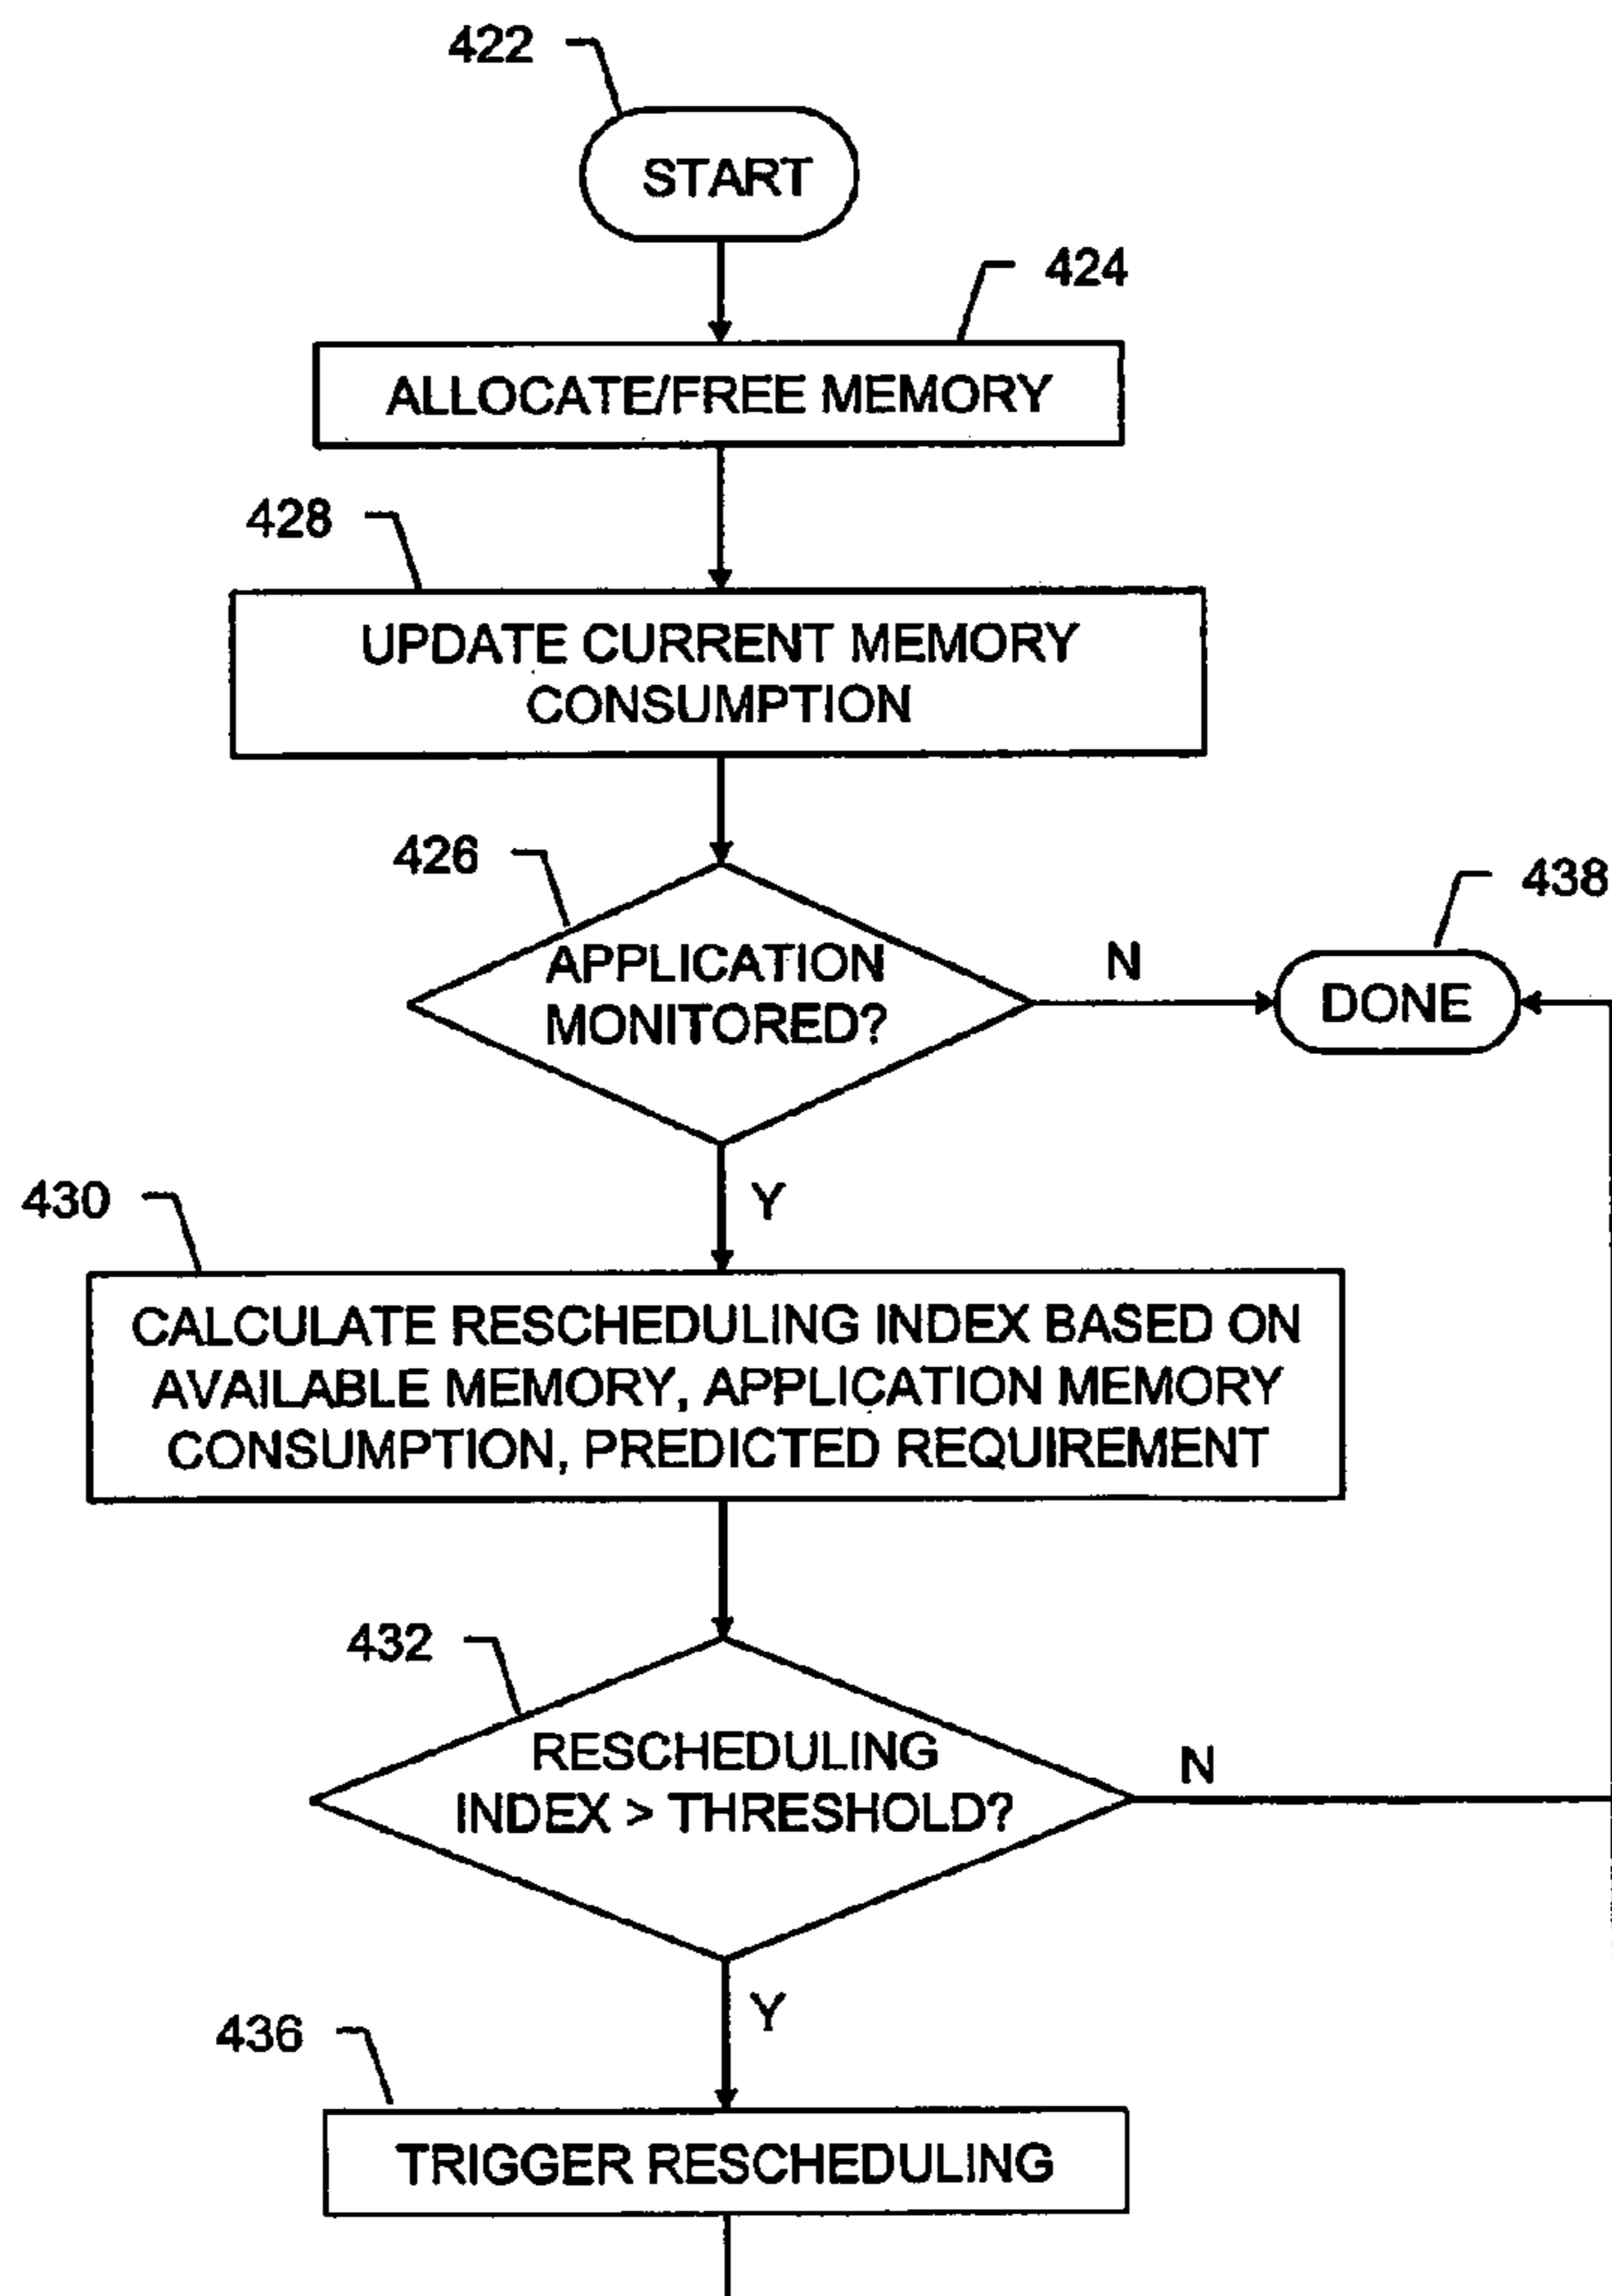 422
START
424
ALLOCATE/FREE MEMORY
428
UPDATE CURRENT MEMORY
CONSUMPTION
426
APPLICATION
MONITORED?
N
438
DONE
Y
430
CALCULATE RESCHEDULING INDEX BASED ON
AVAILABLE MEMORY, APPLICATION MEMORY
CONSUMPTION, PREDICTED REQUIREMENT
432
RESCHEDULING
INDEX > THRESHOLD?
N
Y
436
TRIGGER RESCHEDULING